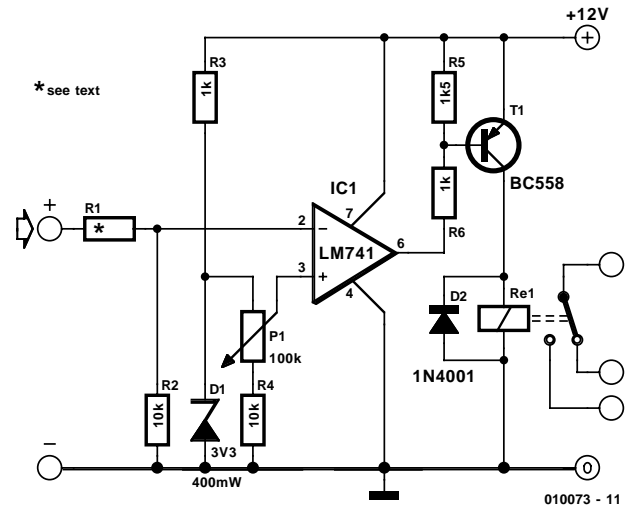 +12V
+
R3
1k
R5
1k5
T1
* see text
BC558
IC1
1k
R6
+
R1
*
7
2
−
LM741
6
3
+
4
P1
100k
D2
1N4001
Re1
R2
10k
D1
3V3
400mW
R4
10k
−
0
010073 - 11